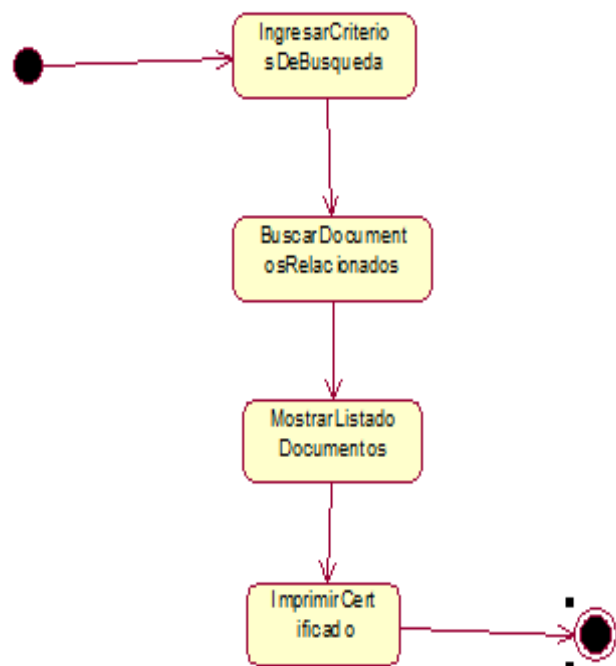 IngresarCriterio
sDeBusqueda
BuscarDocument
osRelacionados
MostrarListado
Documentos
ImprimirCert
ificado